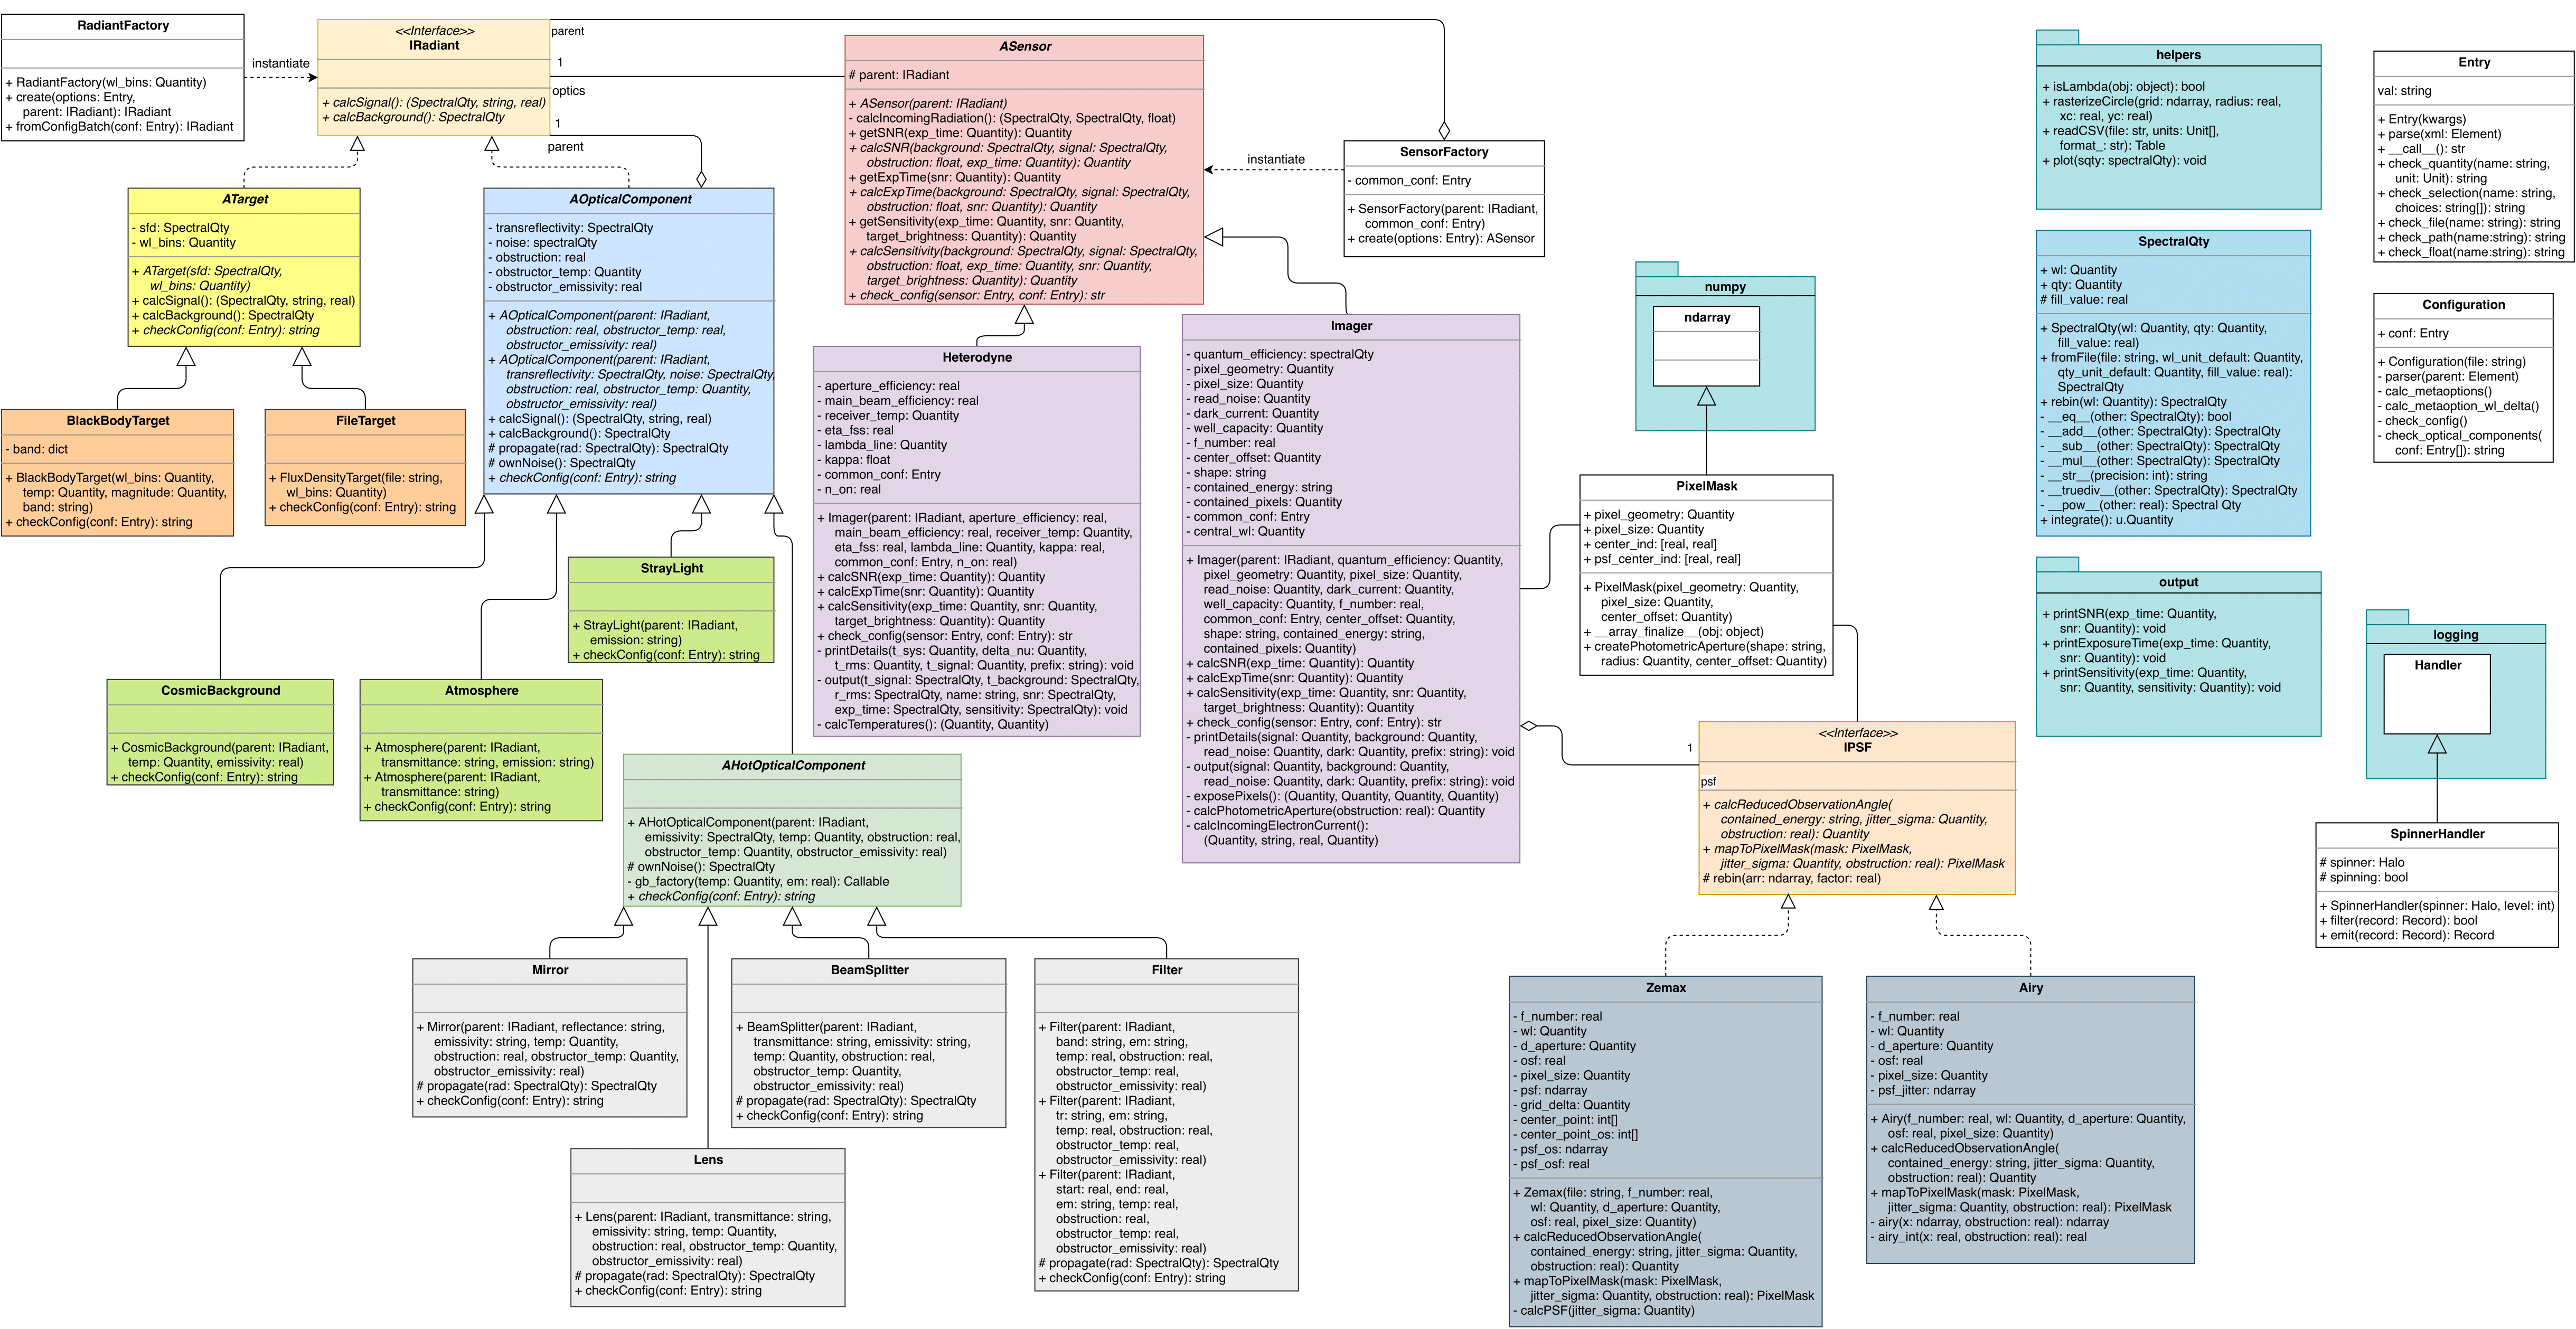 RadiantFactory
+ RadiantFactory(wl_bins: Quantity)
+ create(options: Entry,
parent: IRadiant): IRadiant
+ fromConfigBatch(conf: Entry): IRadiant
instantiate
<<Interface>>
IRadiant
+ calcSignal(): (SpectralQty, string, real)
+ calcBackground(): SpectralQty
parent
1
optics
1
parent
ASensor
# parent: IRadiant
+ ASensor(parent: IRadiant)
- calcIncomingRadiation(): (SpectralQty, SpectralQty, float)
+ getSNR(exp_time: Quantity): Quantity
+ calcSNR(background: SpectralQty, signal: SpectralQty,
obstruction: float, exp_time: Quantity): Quantity
+ getExpTime(snr: Quantity): Quantity
+ calcExpTime(background: SpectralQty, signal: SpectralQty,
obstruction: float, snr: Quantity): Quantity
+ getSensitivity(exp_time: Quantity, snr: Quantity,
target_brightness: Quantity): Quantity
+ calcSensitivity(background: SpectralQty, signal: SpectralQty,
obstruction: float, exp_time: Quantity, snr: Quantity,
target_brightness: Quantity): Quantity
+ check_config(sensor: Entry, conf: Entry): str
instantiate
SensorFactory
- common_conf: Entry
+ SensorFactory(parent: IRadiant,
common_conf: Entry)
+ create(options: Entry): ASensor
helpers
+ isLambda(obj: object): bool
+ rasterizeCircle(grid: ndarray, radius: real,
xc: real, yc: real)
+ readCSV(file: str, units: Unit[],
format_: str): Table
+ plot(sqty: spectralQty): void
Entry
val: string
+ Entry(kwargs)
+ parse(xml: Element)
+ __call__(): str
+ check_quantity(name: string,
unit: Unit): string
+ check_selection(name: string,
choices: string[]): string
+ check_file(name: string): string
+ check_path(name:string): string
+ check_float(name:string): string
ATarget
- sfd: SpectralQty
- wl_bins: Quantity
+ ATarget(sfd: SpectralQty,
wl_bins: Quantity)
+ calcSignal(): (SpectralQty, string, real)
+ calcBackground(): SpectralQty
+ checkConfig(conf: Entry): string
AOpticalComponent
- transreflectivity: SpectralQty
- noise: spectralQty
- obstruction: real
- obstructor_temp: Quantity
- obstructor_emissivity: real
+ AOpticalComponent(parent: IRadiant,
obstruction: real, obstructor_temp: real,
obstructor_emissivity: real)
+ AOpticalComponent(parent: IRadiant,
transreflectivity: SpectralQty, noise: SpectralQty,
obstruction: real, obstructor_temp: Quantity,
obstructor_emissivity: real)
+ calcSignal(): (SpectralQty, string, real)
+ calcBackground(): SpectralQty
# propagate(rad: SpectralQty): SpectralQty
# ownNoise(): SpectralQty
+ checkConfig(conf: Entry): string
BlackBodyTarget
- band: dict
+ BlackBodyTarget(wl_bins: Quantity,
temp: Quantity, magnitude: Quantity,
band: string)
+ checkConfig(conf: Entry): string
FileTarget
+ FluxDensityTarget(file: string,
wl_bins: Quantity)
+ checkConfig(conf: Entry): string
Heterodyne
- aperture_efficiency: real
- main_beam_efficiency: real
- receiver_temp: Quantity
- eta_fss: real
- lambda_line: Quantity
- kappa: float
- common_conf: Entry
- n_on: real
+ Imager(parent: IRadiant, aperture_efficiency: real,
main_beam_efficiency: real, receiver_temp: Quantity,
eta_fss: real, lambda_line: Quantity, kappa: real,
common_conf: Entry, n_on: real)
+ calcSNR(exp_time: Quantity): Quantity
+ calcExpTime(snr: Quantity): Quantity
+ calcSensitivity(exp_time: Quantity, snr: Quantity,
target_brightness: Quantity): Quantity
+ check_config(sensor: Entry, conf: Entry): str
- printDetails(t_sys: Quantity, delta_nu: Quantity,
t_rms: Quantity, t_signal: Quantity, prefix: string): void
- output(t_signal: SpectralQty, t_background: SpectralQty,
r_rms: SpectralQty, name: string, snr: SpectralQty,
exp_time: SpectralQty, sensitivity: SpectralQty): void
- calcTemperatures(): (Quantity, Quantity)
Imager
- quantum_efficiency: spectralQty
- pixel_geometry: Quantity
- pixel_size: Quantity
- read_noise: Quantity
- dark_current: Quantity
- well_capacity: Quantity
- f_number: real
- center_offset: Quantity
- shape: string
- contained_energy: string
- contained_pixels: Quantity
- common_conf: Entry
- central_wl: Quantity
+ Imager(parent: IRadiant, quantum_efficiency: Quantity,
pixel_geometry: Quantity, pixel_size: Quantity,
read_noise: Quantity, dark_current: Quantity,
well_capacity: Quantity, f_number: real,
common_conf: Entry, center_offset: Quantity,
shape: string, contained_energy: string,
contained_pixels: Quantity)
+ calcSNR(exp_time: Quantity): Quantity
+ calcExpTime(snr: Quantity): Quantity
+ calcSensitivity(exp_time: Quantity, snr: Quantity,
target_brightness: Quantity): Quantity
+ check_config(sensor: Entry, conf: Entry): str
- printDetails(signal: Quantity, background: Quantity,
read_noise: Quantity, dark: Quantity, prefix: string): void
- output(signal: Quantity, background: Quantity,
read_noise: Quantity, dark: Quantity, prefix: string): void
- exposePixels(): (Quantity, Quantity, Quantity, Quantity)
- calcPhotometricAperture(obstruction: real): Quantity
- calcIncomingElectronCurrent():
(Quantity, string, real, Quantity)
numpy
ndarray
PixelMask
+ pixel_geometry: Quantity
+ pixel_size: Quantity
+ center_ind: [real, real]
+ psf_center_ind: [real, real]
+ PixelMask(pixel_geometry: Quantity,
pixel_size: Quantity,
center_offset: Quantity)
+ __array_finalize__(obj: object)
+ createPhotometricAperture(shape: string,
radius: Quantity, center_offset: Quantity)
SpectralQty
+ wl: Quantity
+ qty: Quantity
# fill_value: real
+ SpectralQty(wl: Quantity, qty: Quantity,
fill_value: real)
+ fromFile(file: string, wl_unit_default: Quantity,
qty_unit_default: Quantity, fill_value: real):
SpectralQty
+ rebin(wl: Quantity): SpectralQty
- __eq__(other: SpectralQty): bool
- __add__(other: SpectralQty): SpectralQty
- __sub__(other: SpectralQty): SpectralQty
- __mul__(other: SpectralQty): SpectralQty
- __str__(precision: int): string
- __truediv__(other: SpectralQty): SpectralQty
- __pow__(other: real): Spectral Qty
+ integrate(): u.Quantity
Configuration
+ conf: Entry
+ Configuration(file: string)
- parser(parent: Element)
- calc_metaoptions()
- calc_metaoption_wl_delta()
- check_config()
- check_optical_components(
conf: Entry[]): string
StrayLight
+ StrayLight(parent: IRadiant,
emission: string)
+ checkConfig(conf: Entry): string
CosmicBackground
+ CosmicBackground(parent: IRadiant,
temp: Quantity, emissivity: real)
+ checkConfig(conf: Entry): string
Atmosphere
+ Atmosphere(parent: IRadiant,
transmittance: string, emission: string)
+ Atmosphere(parent: IRadiant,
transmittance: string)
+ checkConfig(conf: Entry): string
output
+ printSNR(exp_time: Quantity,
snr: Quantity): void
+ printExposureTime(exp_time: Quantity,
snr: Quantity): void
+ printSensitivity(exp_time: Quantity,
snr: Quantity, sensitivity: Quantity): void
logging
Handler
SpinnerHandler
# spinner: Halo
# spinning: bool
+ SpinnerHandler(spinner: Halo, level: int)
+ filter(record: Record): bool
+ emit(record: Record): Record
AHotOpticalComponent
+ AHotOpticalComponent(parent: IRadiant,
emissivity: SpectralQty, temp: Quantity, obstruction: real,
obstructor_temp: Quantity, obstructor_emissivity: real)
# ownNoise(): SpectralQty
- gb_factory(temp: Quantity, em: real): Callable
+ checkConfig(conf: Entry): string
1
psf
<<Interface>>
IPSF
+ calcReducedObservationAngle(
contained_energy: string, jitter_sigma: Quantity,
obstruction: real): Quantity
+ mapToPixelMask(mask: PixelMask,
jitter_sigma: Quantity, obstruction: real): PixelMask
# rebin(arr: ndarray, factor: real)
Mirror
+ Mirror(parent: IRadiant, reflectance: string,
emissivity: string, temp: Quantity,
obstruction: real, obstructor_temp: Quantity,
obstructor_emissivity: real)
# propagate(rad: SpectralQty): SpectralQty
+ checkConfig(conf: Entry): string
BeamSplitter
+ BeamSplitter(parent: IRadiant,
transmittance: string, emissivity: string,
temp: Quantity, obstruction: real,
obstructor_temp: Quantity,
obstructor_emissivity: real)
# propagate(rad: SpectralQty): SpectralQty
+ checkConfig(conf: Entry): string
Filter
+ Filter(parent: IRadiant,
band: string, em: string,
temp: real, obstruction: real,
obstructor_temp: real,
obstructor_emissivity: real)
+ Filter(parent: IRadiant,
tr: string, em: string,
temp: real, obstruction: real,
obstructor_temp: real,
obstructor_emissivity: real)
+ Filter(parent: IRadiant,
start: real, end: real,
em: string, temp: real,
obstruction: real,
obstructor_temp: real,
obstructor_emissivity: real)
# propagate(rad: SpectralQty): SpectralQty
+ checkConfig(conf: Entry): string
Lens
+ Lens(parent: IRadiant, transmittance: string,
emissivity: string, temp: Quantity,
obstruction: real, obstructor_temp: Quantity,
obstructor_emissivity: real)
# propagate(rad: SpectralQty): SpectralQty
+ checkConfig(conf: Entry): string
Zemax
- f_number: real
- wl: Quantity
- d_aperture: Quantity
- osf: real
- pixel_size: Quantity
- psf: ndarray
- grid_delta: Quantity
- center_point: int[]
- center_point_os: int[]
- psf_os: ndarray
- psf_osf: real
+ Zemax(file: string, f_number: real,
wl: Quantity, d_aperture: Quantity,
osf: real, pixel_size: Quantity)
+ calcReducedObservationAngle(
contained_energy: string, jitter_sigma: Quantity,
obstruction: real): Quantity
+ mapToPixelMask(mask: PixelMask,
jitter_sigma: Quantity, obstruction: real): PixelMask
- calcPSF(jitter_sigma: Quantity)
Airy
- f_number: real
- wl: Quantity
- d_aperture: Quantity
- osf: real
- pixel_size: Quantity
- psf_jitter: ndarray
+ Airy(f_number: real, wl: Quantity, d_aperture: Quantity,
osf: real, pixel_size: Quantity)
+ calcReducedObservationAngle(
contained_energy: string, jitter_sigma: Quantity,
obstruction: real): Quantity
+ mapToPixelMask(mask: PixelMask,
jitter_sigma: Quantity, obstruction: real): PixelMask
- airy(x: ndarray, obstruction: real): ndarray
- airy_int(x: real, obstruction: real): real